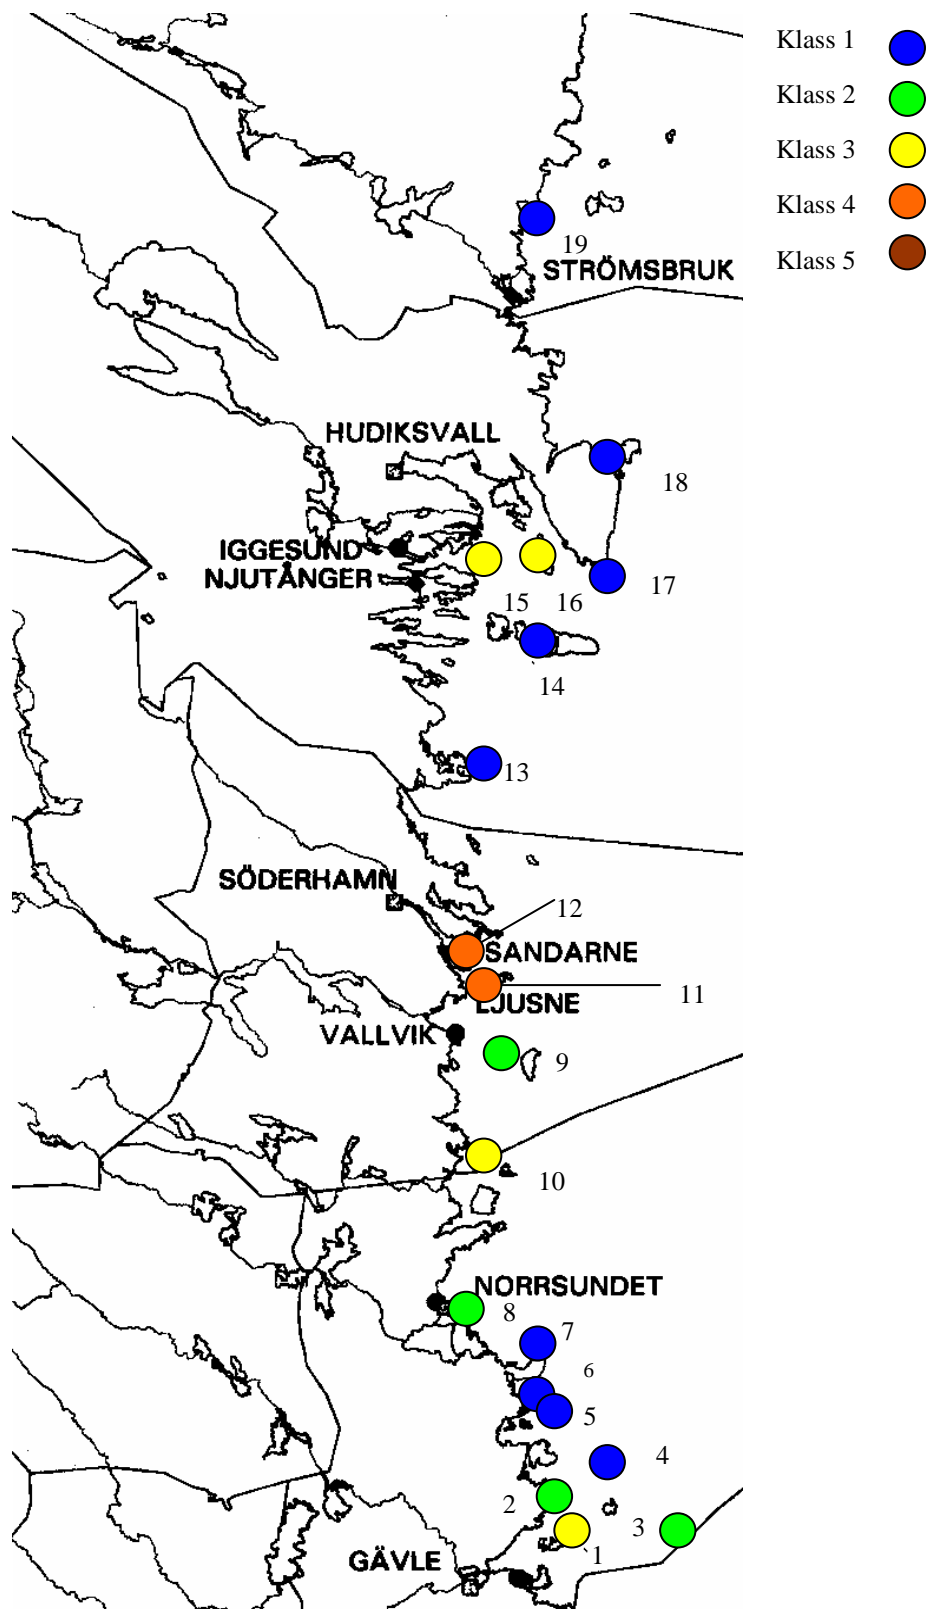 Klass 1
Klass 2
Klass 3
Klass 4
Klass 5
19
STRÖMSBRUK
HUDIKSVALL
18
IGGESUND
NJUTÅNGER
17
15
16
14
13
SÖDERHAMN
12
SANDARNE
11
LJUSNE
VALLVIK
9
10
NORRSUNDET
8
7
6
5
4
2
3
1
GÄVLE